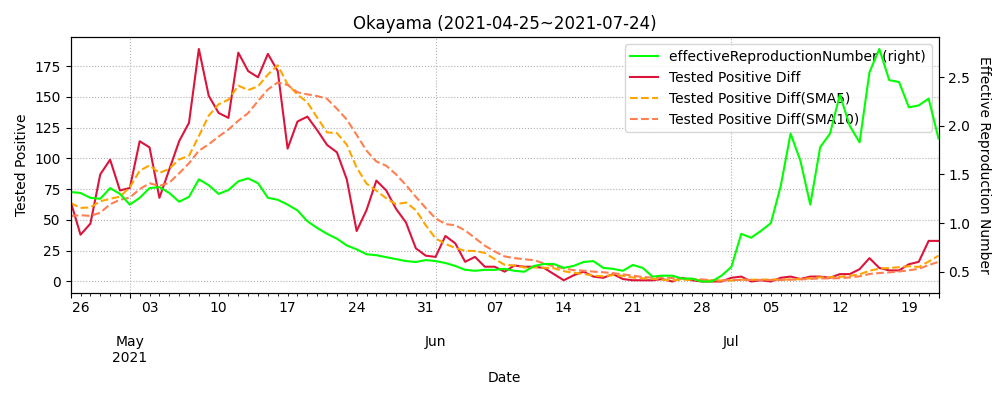 Okayama (2021-04-25~2021-07-24)
effectiveReproductionNumber (right)
Tested Positive Diff
Tested Positive Diff(SMA5)
Tested Positive Diff(SMA10)
Tested Positive
175
150
125
100
75
50
25
0
2.5
2.0
1.5
1.0
0.5
Effective Reproduction Number
26 03 10 17 24 31 07 14 21 28 05 12 19
May Jun Jul
2021
Date